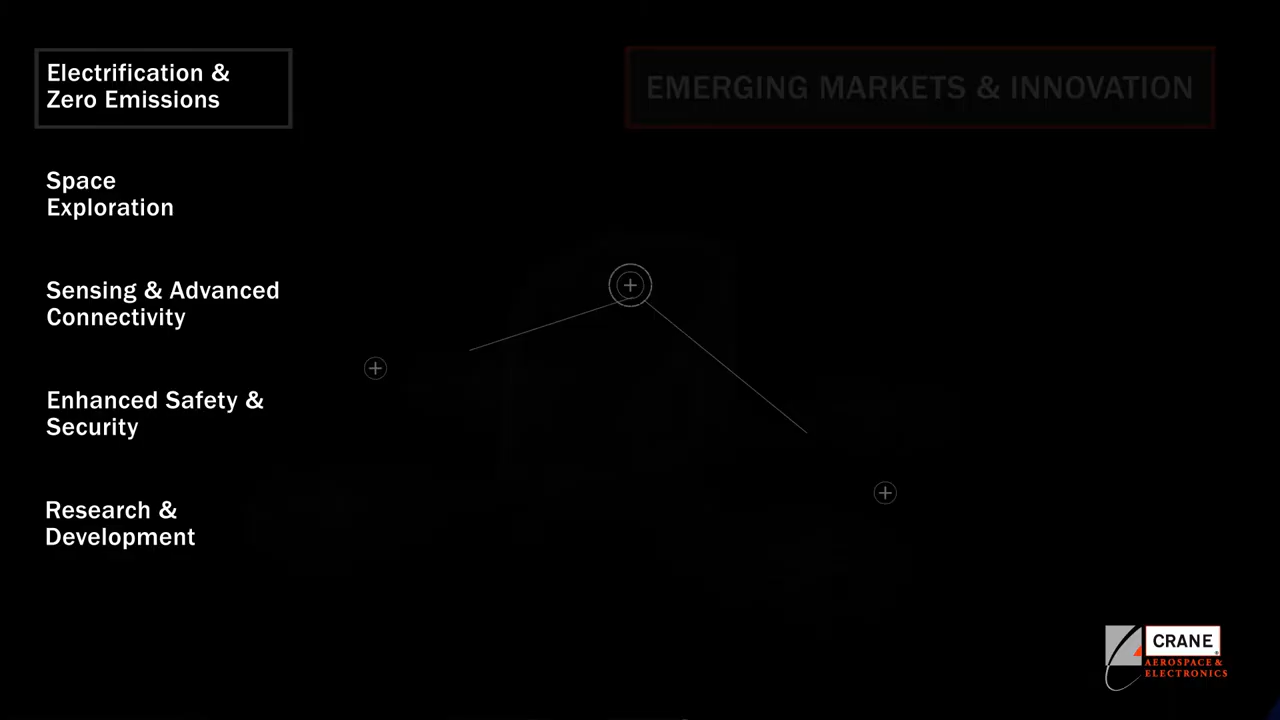 Electrification &
Zero Emissions
EMERGING MARKETS & INNOVATION
Space
Exploration
Sensing & Advanced
Connectivity
Enhanced Safety &
Security
Research &
Development
CRANE
AEROSPACE &
ELECTRONICS